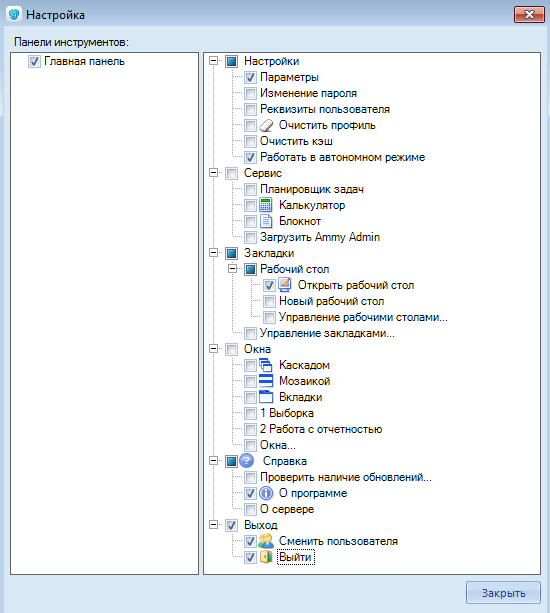 Настройка
Панели инструментов:
Главная панель
Настройки
Параметры
Изменение пароля
Реквизиты пользователя
Очистить профиль
Очистить кэш
Работать в автономном режиме
Сервис
Планировщик задач
Калькулятор
Блокнот
Загрузить Ammy Admin
Закладки
Рабочий стол
Открыть рабочий стол
Новый рабочий стол
Управление рабочими столами...
Управление закладками...
Окна
Каскадом
Мозаикой
Вкладки
1 Выборка
2 Работа с отчетностью
Окна...
Справка
Проверить наличие обновлений...
О программе
О сервере
Выход
Сменить пользователя
Выйти
Закрыть